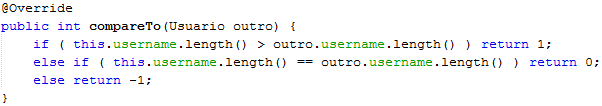 @Override
public int compareTo(Usuario outro) {
    if ( this.username.length() > outro.username.length() ) return 1;
    else if ( this.username.length() == outro.username.length() ) return 0;
    else return -1;
}